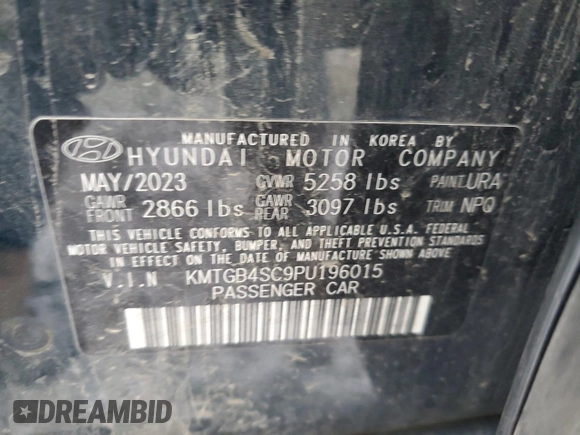 MANUFACTURED IN KOREA BY
HYUNDAI MOTOR COMPANY
MAY/2023 GVWR 5258 lbs PAINT:URA
GAWR FRONT 2866 lbs GAWR REAR 3097 lbs TRIM NPQ
THIS VEHICLE CONFORMS TO ALL APPLICABLE U.S.A. FEDERAL
MOTOR VEHICLE SAFETY, BUMPER, AND THEFT PREVENTION STANDARDS
IN EFFECT ON THE DATE OF MANUFACTURE SHOWN ABOVE.
V.I.N KMTGB4SC9PU196015
PASSENGER CAR
DREAMBID